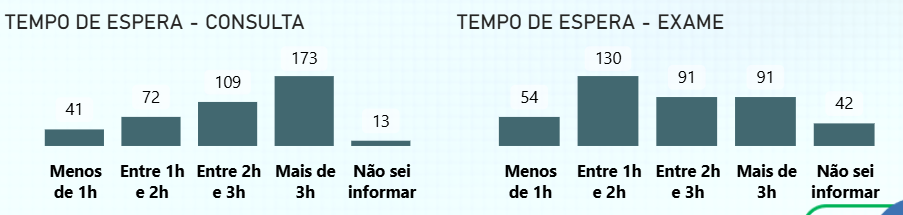 TEMPO DE ESPERA - CONSULTA
41
72
109
173
13
Menos de 1h
Entre 1h e 2h
Entre 2h e 3h
Mais de 3h
Não sei informar
TEMPO DE ESPERA - EXAME
54
130
91
91
42
Menos de 1h
Entre 1h e 2h
Entre 2h e 3h
Mais de 3h
Não sei informar